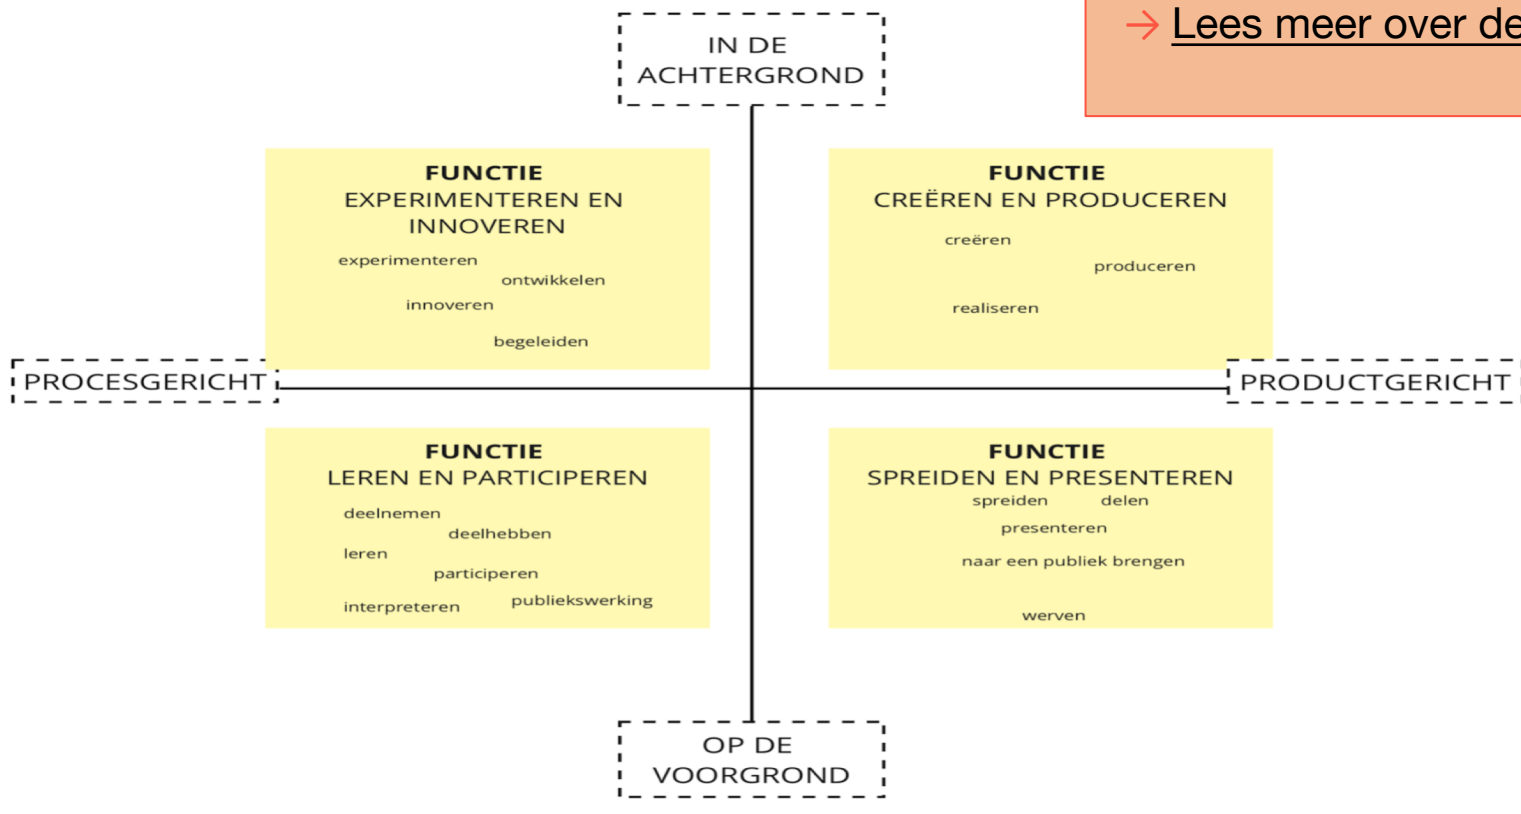 → Lees meer over de
IN DE
ACHTERGROND
FUNCTIE
EXPERIMENTEREN EN
INNOVEREN
experimenteren
ontwikkelen
innoveren
begeleiden
FUNCTIE
CREËREN EN PRODUCEREN
creëren
produceren
realiseren
PROCESGERICHT
PRODUCTGERICHT
FUNCTIE
LEREN EN PARTICIPEREN
deelnemen
deelhebben
leren
participeren
interpreteren
publiekswerking
FUNCTIE
SPREIDEN EN PRESENTEREN
spreiden delen
presenteren
naar een publiek brengen
werven
OP DE
VOORGROND